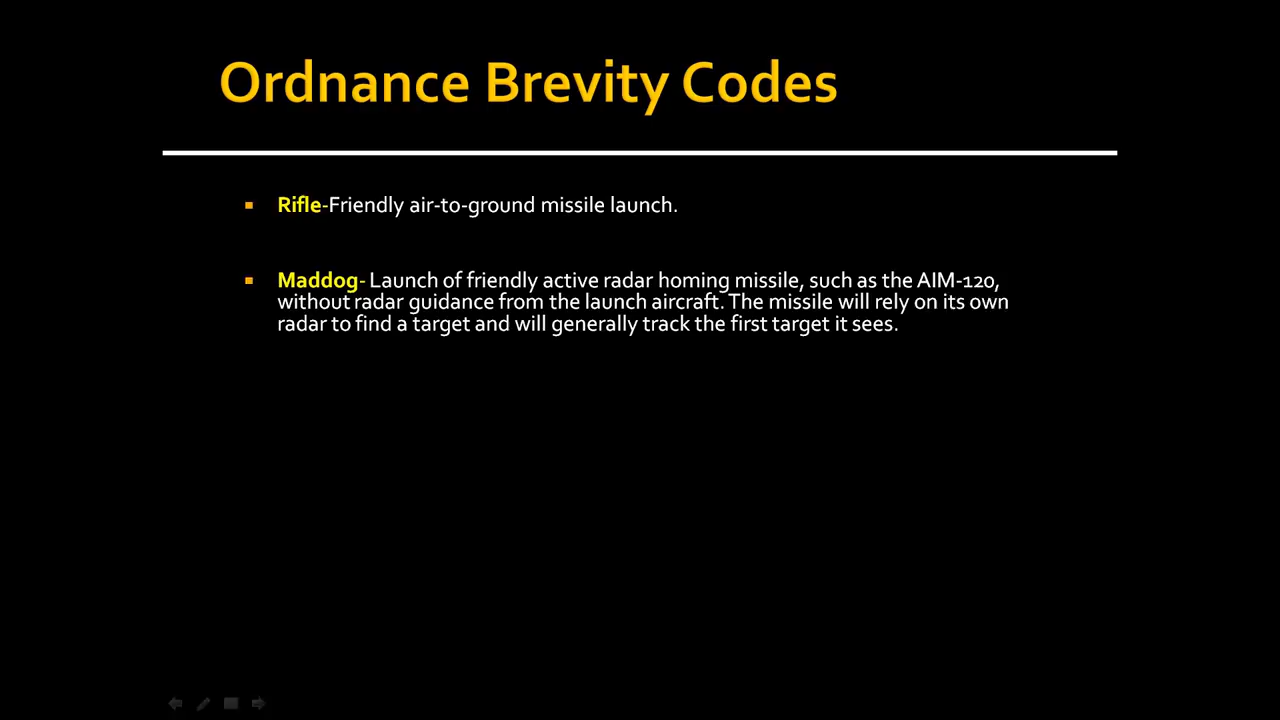 Ordnance Brevity Codes
Rifle-Friendly air-to-ground missile launch.
Maddog- Launch of friendly active radar homing missile, such as the AIM-120,
without radar guidance from the launch aircraft. The missile will rely on its own
radar to find a target and will generally track the first target it sees.